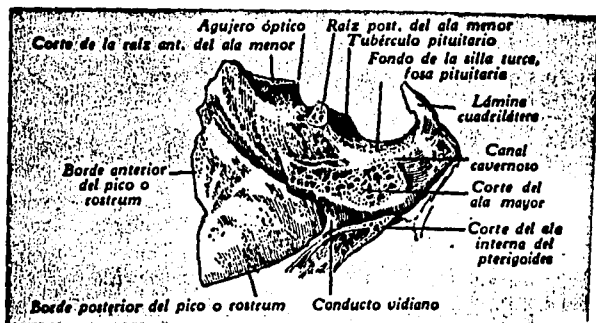 Agujero óptico
Raíz post. del ala menor
Corte de la raíz ant. del ala menor
Tubérculo pituitario
Fondo de la silla turca,
fosa pituitaria
Lámina
cuadrilátera
Canal
cavernoso
Borde anterior
del pico o
rostrum
Corte del
ala mayor
Corte del ala
interna del
pterigoides
Borde posterior del pico o rostrum
Conducto vidiano